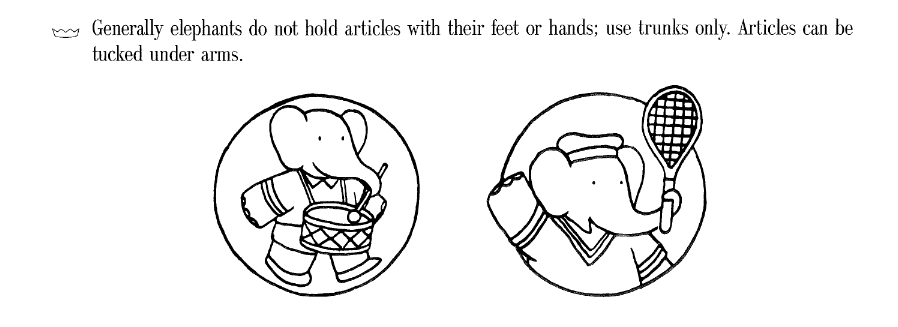 Generally elephants do not hold articles with their feet or hands; use trunks only. Articles can be
tucked under arms.